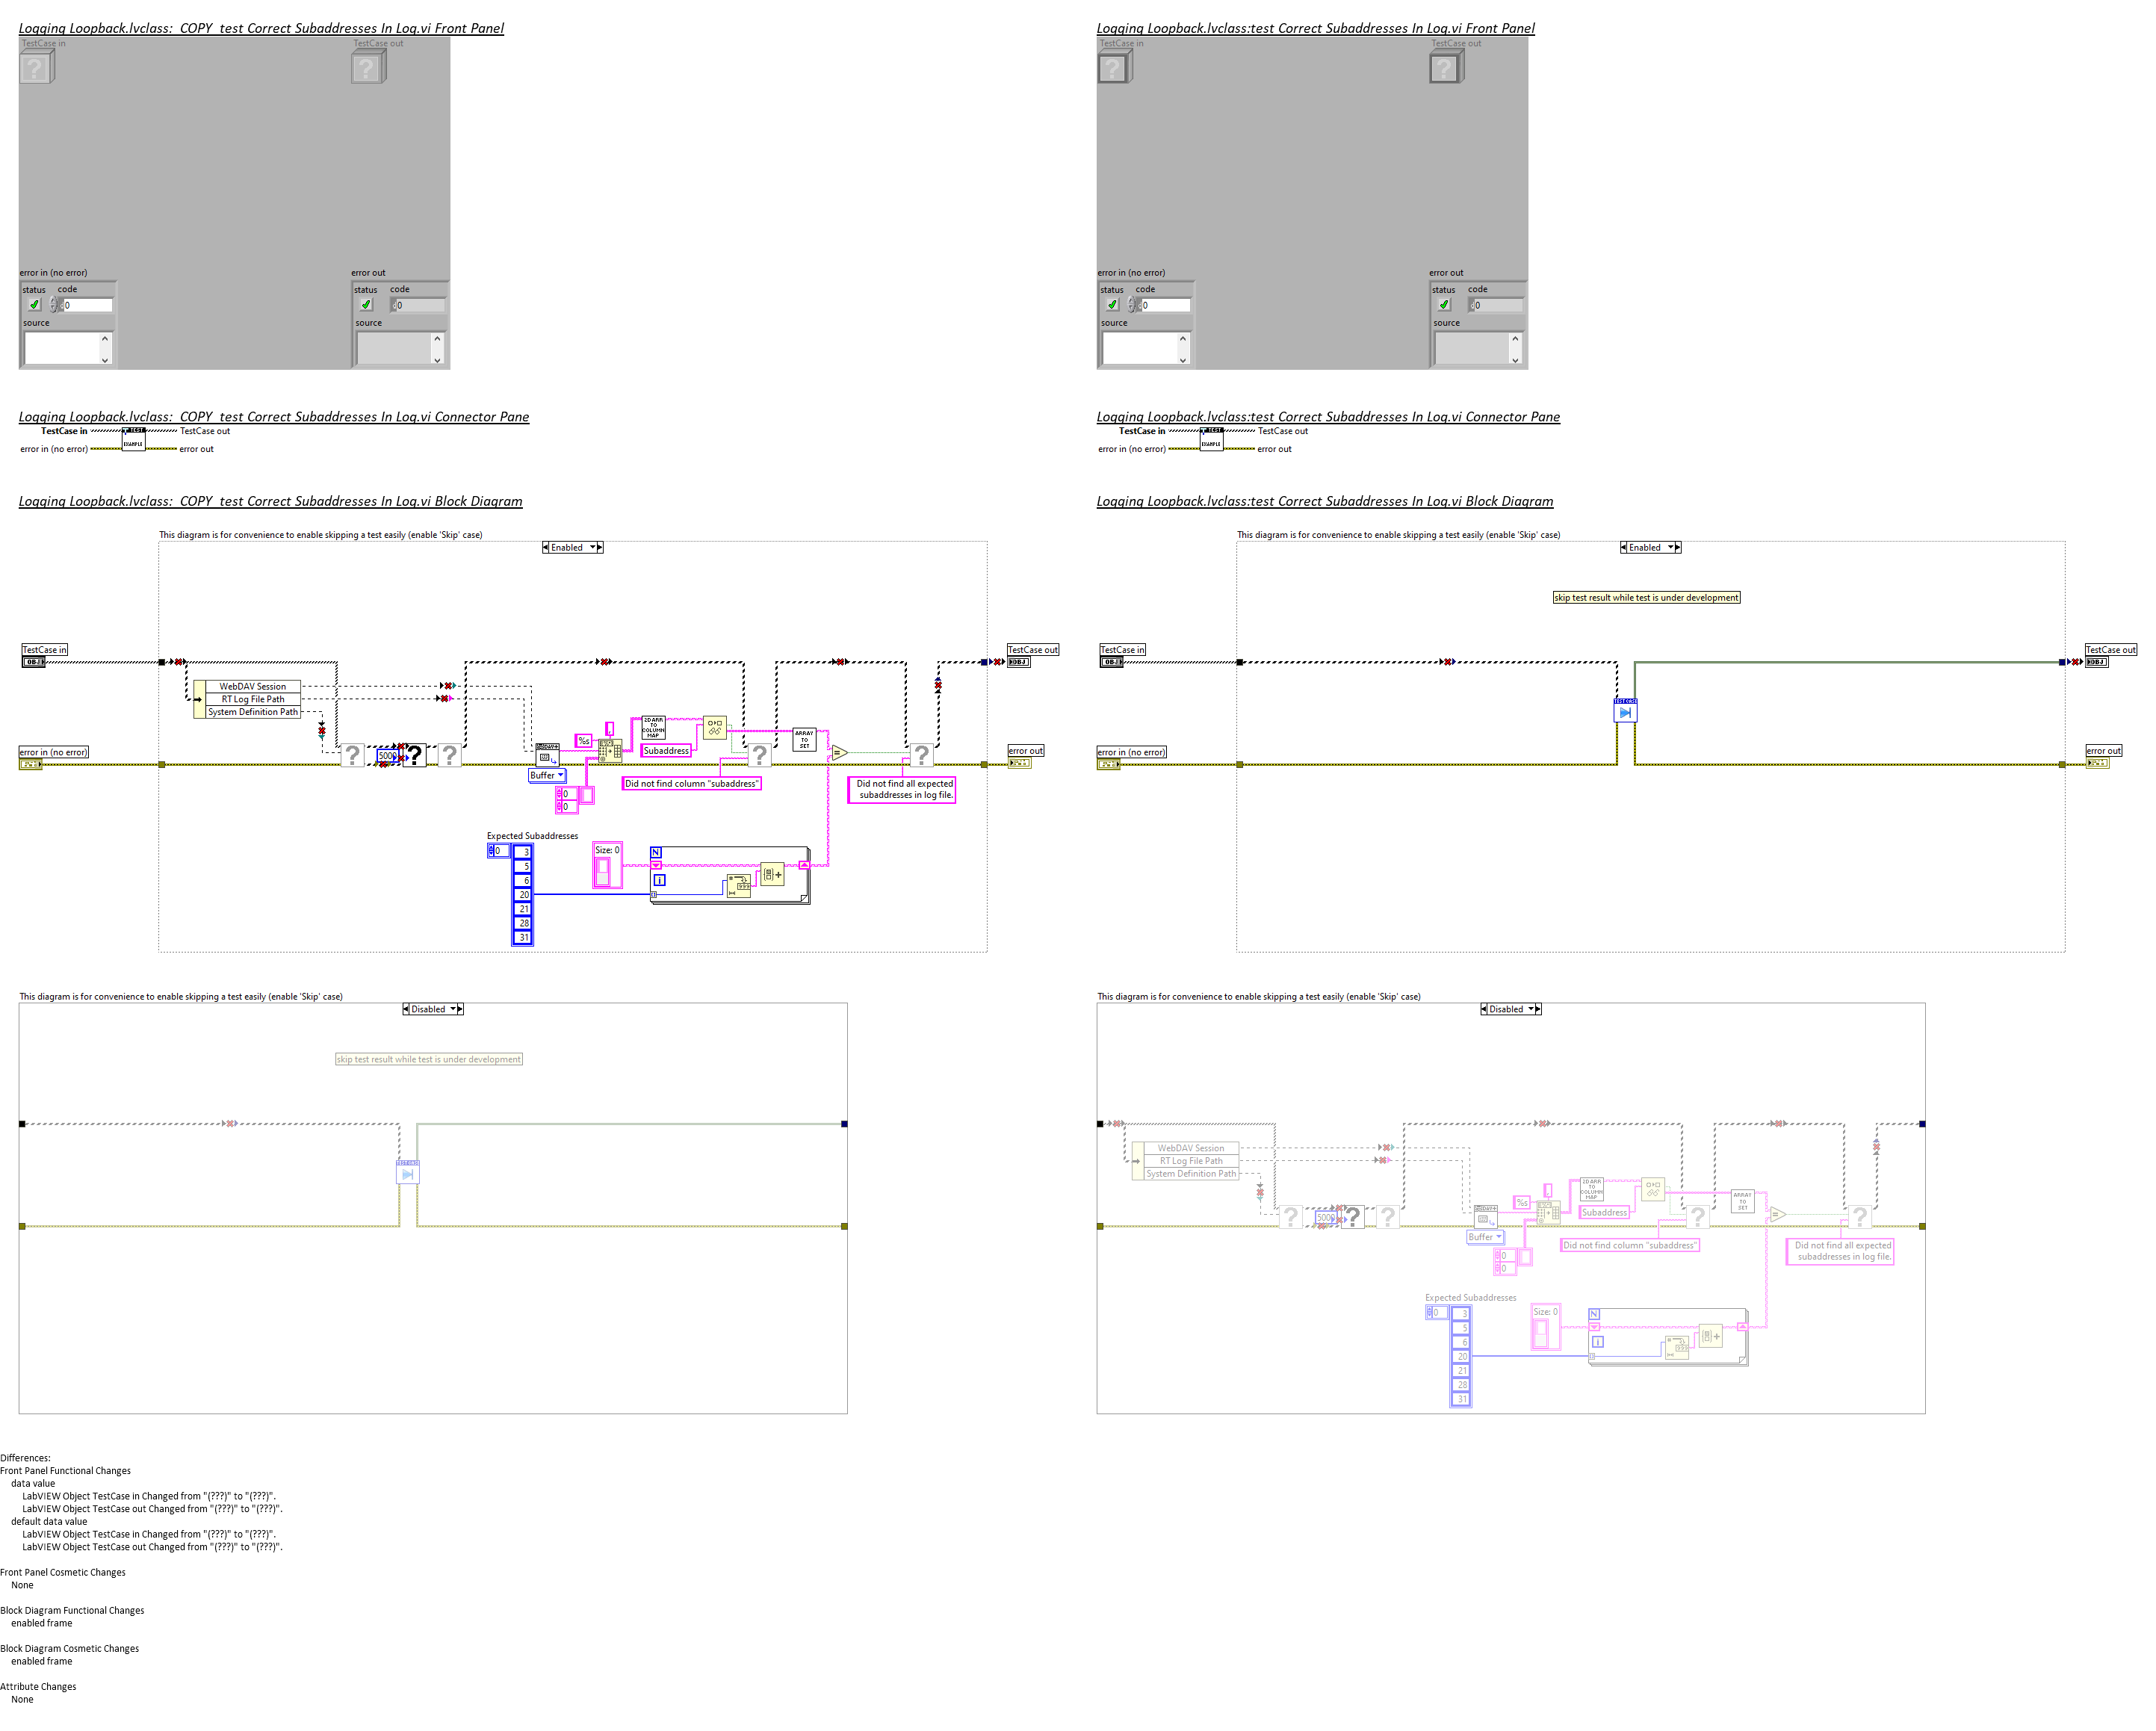 Logging Loopback.lvclass:  COPY  test Correct Subaddresses In Log.vi Front Panel
TestCase in
TestCase out
error in (no error)
status
code
0
source
error out
status
code
0
source
Logging Loopback.lvclass:  COPY  test Correct Subaddresses In Log.vi Connector Pane
TestCase in
TEST
EXAMPLE
TestCase out
error in (no error)
error out
Logging Loopback.lvclass:  COPY  test Correct Subaddresses In Log.vi Block Diagram
This diagram is for convenience to enable skipping a test easily (enable 'Skip' case)
Enabled
TestCase in
OBJ
TestCase out
OBJ
WebDAV Session
RT Log File Path
System Definition Path
error in (no error)
5000
Buffer
%s
,
0
0
2D ARR
TO
COLUMN
MAP
Subaddress
Did not find column "subaddress"
ARRAY
TO
SET
=
Did not find all expected
subaddresses in log file.
error out
Expected Subaddresses
0
3
5
6
20
21
28
31
Size: 0
N
i
This diagram is for convenience to enable skipping a test easily (enable 'Skip' case)
Disabled
skip test result while test is under development
Logging Loopback.lvclass:test Correct Subaddresses In Log.vi Front Panel
TestCase in
TestCase out
error in (no error)
status
code
0
source
error out
status
code
0
source
Logging Loopback.lvclass:test Correct Subaddresses In Log.vi Connector Pane
TestCase in
TEST
EXAMPLE
TestCase out
error in (no error)
error out
Logging Loopback.lvclass:test Correct Subaddresses In Log.vi Block Diagram
This diagram is for convenience to enable skipping a test easily (enable 'Skip' case)
Enabled
skip test result while test is under development
TestCase in
OBJ
TestCase out
OBJ
error in (no error)
error out
This diagram is for convenience to enable skipping a test easily (enable 'Skip' case)
Disabled
WebDAV Session
RT Log File Path
System Definition Path
5000
Buffer
%s
,
0
0
2D ARR
TO
COLUMN
MAP
Subaddress
Did not find column "subaddress"
ARRAY
TO
SET
=
Did not find all expected
subaddresses in log file.
Expected Subaddresses
0
3
5
6
20
21
28
31
Size: 0
N
i
Differences:
Front Panel Functional Changes
data value
LabVIEW Object TestCase in Changed from "(???)" to "(???)".
LabVIEW Object TestCase out Changed from "(???)" to "(???)".
default data value
LabVIEW Object TestCase in Changed from "(???)" to "(???)".
LabVIEW Object TestCase out Changed from "(???)" to "(???)".
Front Panel Cosmetic Changes
None
Block Diagram Functional Changes
enabled frame
Block Diagram Cosmetic Changes
enabled frame
Attribute Changes
None